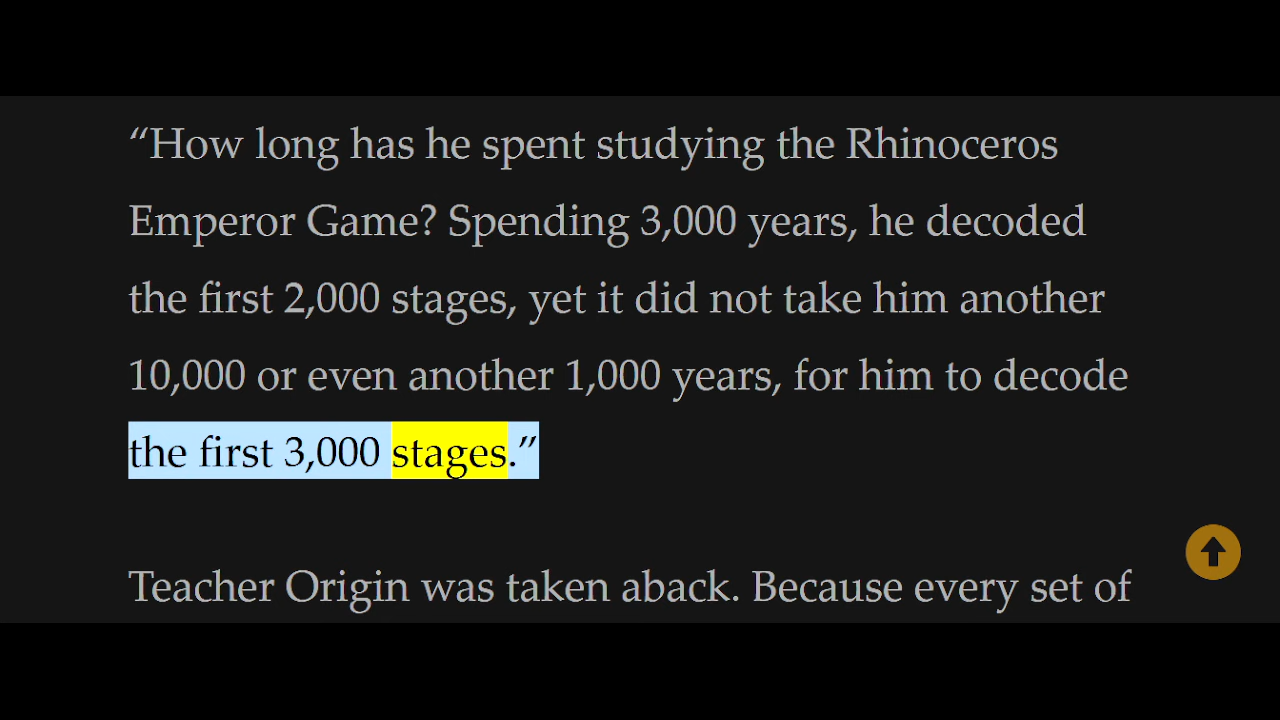 “How long has he spent studying the Rhinoceros
Emperor Game? Spending 3,000 years, he decoded
the first 2,000 stages, yet it did not take him another
10,000 or even another 1,000 years, for him to decode
the first 3,000 stages.”
Teacher Origin was taken aback. Because every set of